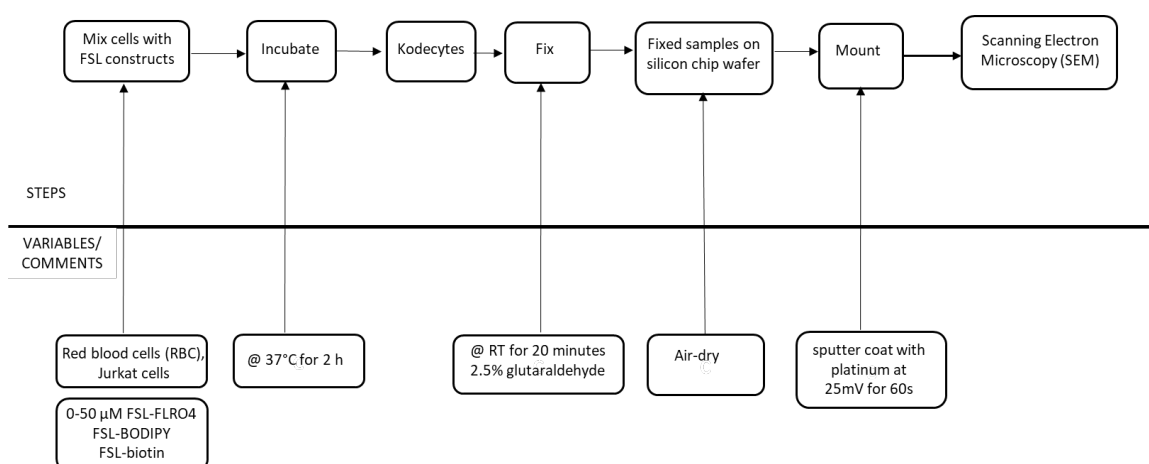 Mix cells with
FSL constructs
Incubate
Kodecytes
Fix
Fixed samples on
silicon chip wafer
Mount
Scanning Electron
Microscopy (SEM)
STEPS
VARIABLES/
COMMENTS
Red blood cells (RBC),
Jurkat cells
@ 37°C for 2 h
@ RT for 20 minutes
2.5% glutaraldehyde
Air-dry
sputter coat with
platinum at
25mV for 60s
0-50 µM FSL-FLRO4
FSL-BODIPY
FSL-biotin